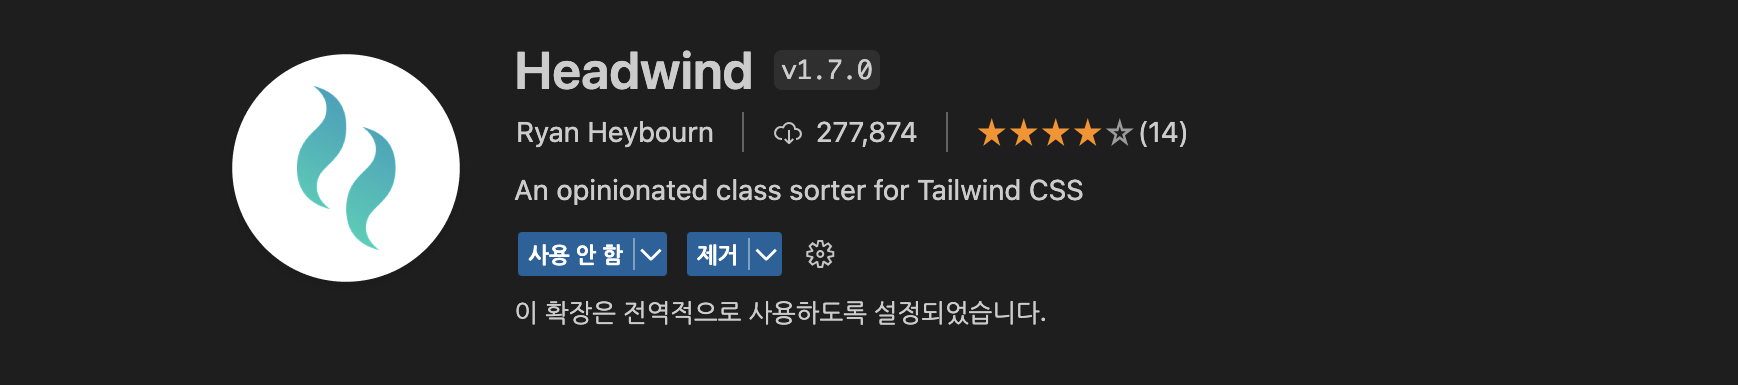 Headwind v1.7.0
Ryan Heybourn 277,874 (14)
An opinionated class sorter for Tailwind CSS
사용 안 함 제거
이 확장은 전역적으로 사용하도록 설정되었습니다.